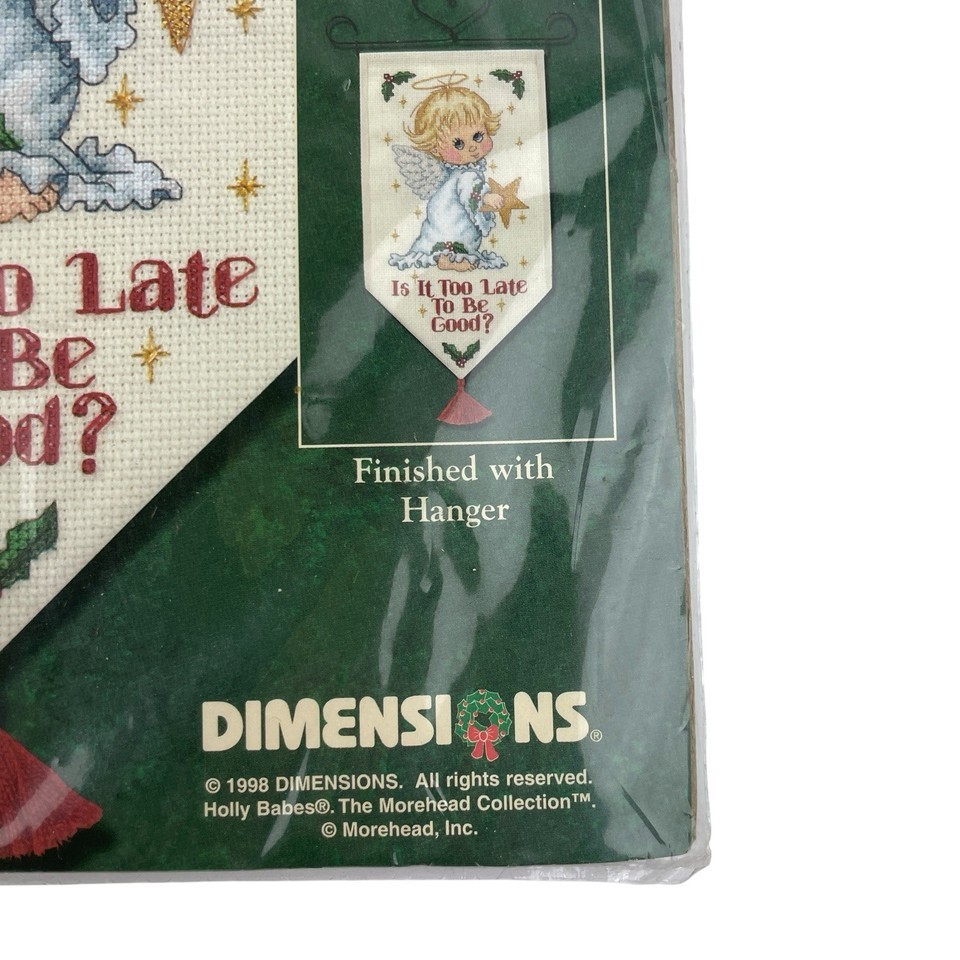 o Late
Be
od?
Is It Too Late
To Be
Good?
Finished with
Hanger
DIMENSIONS®
© 1998 DIMENSIONS. All rights reserved.
Holly Babes®. The Morehead Collection™.
© Morehead, Inc.